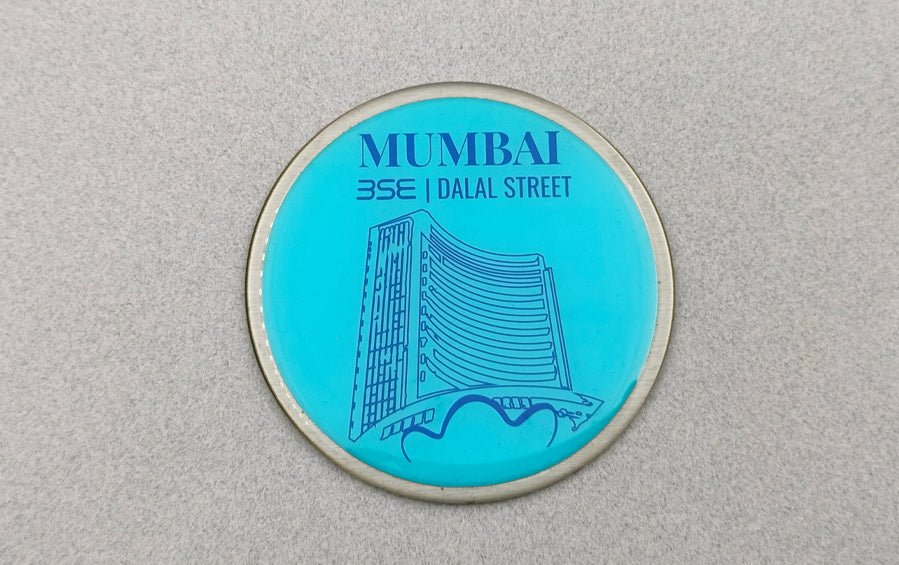 MUMBAI
BSE | DALAL STREET